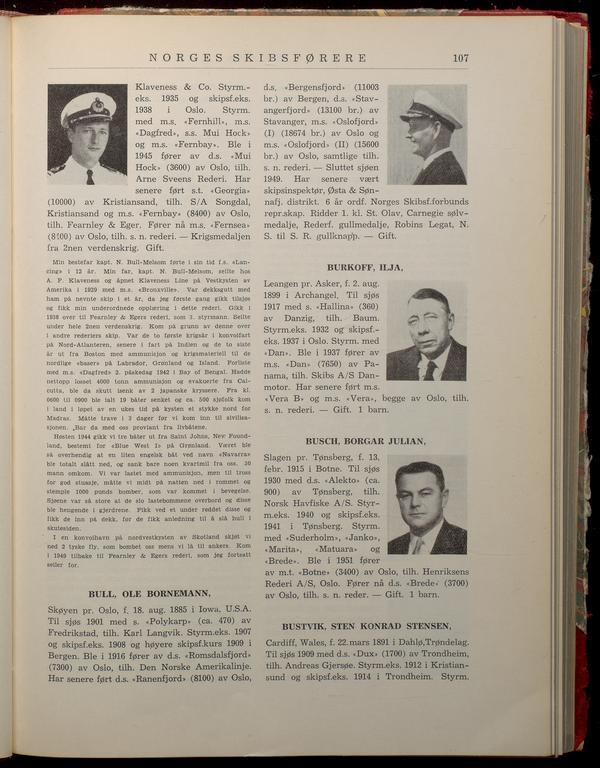 NORGES SKIBSFØRERE 107
Klaveness & Co. Styrm.-
eks. 1935 og skipsf.eks.
1938 i Oslo. Styrm.
med m.s. «Fernhill», m.s.
«Dagfred», s.s. Mui Hock»
og m.s. «Fernbay». Ble i
1945 fører av d.s. «Mui
Hock» (3600) av Oslo, tilh.
Arne Sveens Rederi. Har
senere ført s.t. «Georgia»
(10000) av Kristiansand, tilh. S/A Songdal,
Kristiansand og m.s. «Fernbay» (8400) av Oslo,
tilh. Fearnley & Eger. Fører nå m.s. «Fernsea»
(8400) av Oslo, tilh. s. n. rederi. — Krigsmedaljen
fra 2nen verdenskrig. Gift.
Min bestefar kapt. N. Bull-Melsom førte i sin tid f.s. «Lan-
cing» i 12 år. Min far, kapt. N. Bull-Melsom, seilte hos
A. F. Klaveness og åpnet Klaveness Line på Vestkysten av
Amerika i 1929 med m.s. «Bronxville». Var dekksgutt med
ham på nevnte skip i et år, da jeg første gang gikk tilsjøs
og fikk min underordnede opplæring i dette rederi. Gikk i
1938 over til Fearnley & Egers rederi, som 3. styrmann. Seilte
under hele 2nen verdenskrig. Kom på grunn av denne over
i andre rederiers skip. Var de to første krigsår i konvoifart
på Nord-Atlanteren, senere i fart på Indien og de to siste
år ut fra Boston med ammunisjon og krigsmateriell til de
nordlige «baser» på Labrador, Grønland og Island. Forliste
med m.s. «Dagfred» 2. påskedag 1942 i Bay of Bengal. Hadde
nettopp losset 4000 tonn ammunisjon og evakuerte fra Cal-
cutta, ble da skutt isenk av 2 japanske kryssere. Fra kl.
0600 til 0900 ble ialt 19 båter senket og ca. 500 sjøfolk kom
i land i løpet av en ukes tid på kysten et stykke nord for
Madras. Måtte trave i 3 dager før vi kom inn til sivilisa-
sjonen. Bar da med oss proviant fra livbåtene.
Høsten 1944 gikk vi tre båter ut fra Saint Johns, New Found-
land, bestemt for «Blue West I» på Grønland. Været ble
så overhendig at en liten engelsk båt ved navn «Navarra»
ble totalt slått ned, og sank bare noen kvartmil fra oss. 30
mann omkom. Vi var lastet med ammunisjon, men til tross
for god stuasje, måtte vi midt på natten ned i rommet og
stemple 1000 punds bomber, som var kommet i bevegelse.
Sjøene var så store at de slo lastebommene overbord og disse
ble hengende i gjerdrene. Fikk ved et under reddet disse og
fikk de inn på dekk, før de fikk anledning til å slå hull i
skutesiden.
I en konvoihavn på nordvestkysten av Skotland skjøt vi
ned 2 tyske fly, som bombet oss mens vi lå til ankers. Kom
i 1949 tilbake til Fearnley & Egers rederi, som jeg fortsatt
seiler for.
BULL, OLE BORNEMANN,
Skøyen pr. Oslo, f. 18. aug. 1885 i Iowa, U.S.A.
Til sjøs 1901 med s. «Polykarp» (ca. 470) av
Fredrikstad, tilh. Karl Langvik. Styrm.eks. 1907
og skipsf.eks. 1908 og høyere skipsf.kurs 1909 i
Bergen. Ble i 1916 fører av d.s. «Romsdalsfjord»
(7300) av Oslo, tilh. Den Norske Amerikalinje.
Har senere ført d.s. «Ranenfjord» (8100) av Oslo,
d.s, «Bergensfjord» (11003
br.) av Bergen, d.s. «Stav-
angerfjord» (13100 br.) av
Stavanger, m.s. «Oslofjord»
(I) (18674 br.) av Oslo og
m.s. «Oslofjord» (II) (15600
br.) av Oslo, samtlige tilh.
s. n. rederi. — Sluttet sjøen
1949. Har senere vært
skipsinspektør, Østa & Søn-
nafj. distrikt. 6 år ordf. Norges Skibsf.forbunds
repr.skap. Ridder 1. kl. St. Olav, Carnegie sølv-
medalje, Rederf. gullmedalje, Robins Legat, N.
S. til S. R. gullknapp. — Gift.
BURKOFF, ILJA,
Leangen pr. Asker, f. 2. aug.
1899 i Archangel, Til sjøs
1917 med s. «Hallina» (360)
av Danzig, tilh. Baum.
Styrm.eks. 1932 og skipsf.-
eks. 1937 i Oslo. Styrm. med
«Dan». Ble i 1937 fører av
m.s. «Dan» (7650) av Pa-
nama, tilh. Skibs A/S Dan-
motor. Har senere ført m.s.
«Vera B» og m.s. «Vera», begge av Oslo, tilh.
s. n. rederi. — Gift. 1 barn.
BUSCH, BORGAR JULIAN,
Slagen pr. Tønsberg, f. 13.
febr. 1915 i Botne. Til sjøs
1930 med d.s. «Alekto» (ca.
900) av Tønsberg, tilh.
Norsk Havfiske A/S. Styr-
m.eks. 1940 og skipsf.eks.
1941 i Tønsberg. Styrm.
med «Suderholm», «Janko»,
«Marita», «Matuara» og
«Brede». Ble i 1951 fører
av m.t. «Botne» (3400) av Oslo, tilh. Henriksens
Rederi A/S, Oslo. Fører nå d.s. «Brede» (3700)
av Oslo, tilh. s. n. reder. — Gift. 1 barn.
BUSTVIK, STEN KONRAD STENSEN,
Cardiff, Wales, f. 22.mars 1891 i Dahlø,Trøndelag.
Til sjøs 1909 med d.s. «Dux» (1700) av Trondheim,
tilh. Andreas Gjersøe. Styrm.eks. 1912 i Kristian-
sund og skipsf.eks. 1914 i Trondheim. Styrm.